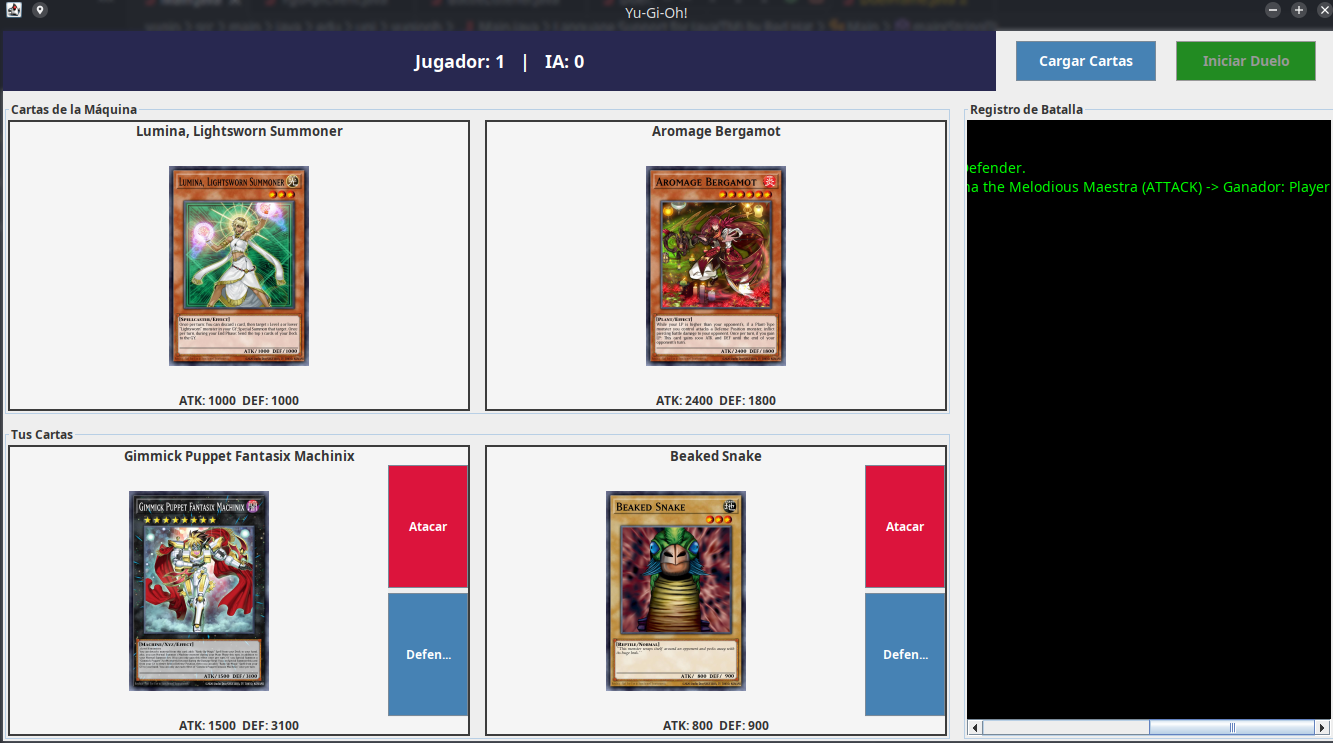 Yu-Gi-Oh!
Jugador: 1 | IA: 0
Cargar Cartas
Iniciar Duelo
Cartas de la Máquina
Registro de Batalla
Lumina, Lightsworn Summoner
Aromage Bergamot
LUMINA, LIGHTSWORN SUMMONER
[SPELLCASTER/EFFECT]
ATK/1000 DEF/1000
AROMAGE BERGAMOT
[PLANT/EFFECT]
ATK/2400 DEF/1800
ATK: 1000 DEF: 1000
ATK: 2400 DEF: 1800
Defender.
the Melodious Maestra (ATTACK) -> Ganador: Player
Tus Cartas
Gimmick Puppet Fantasix Machinix
Beaked Snake
GIMMICK PUPPET FANTASIX MACHINIX
[MACHINE/XYZ/EFFECT]
ATK/1500 DEF/3100
Atacar
Defen...
BEAKED SNAKE
[REPTILE/NORMAL]
ATK/ 800 DEF/ 900
Atacar
Defen...
ATK: 1500 DEF: 3100
ATK: 800 DEF: 900